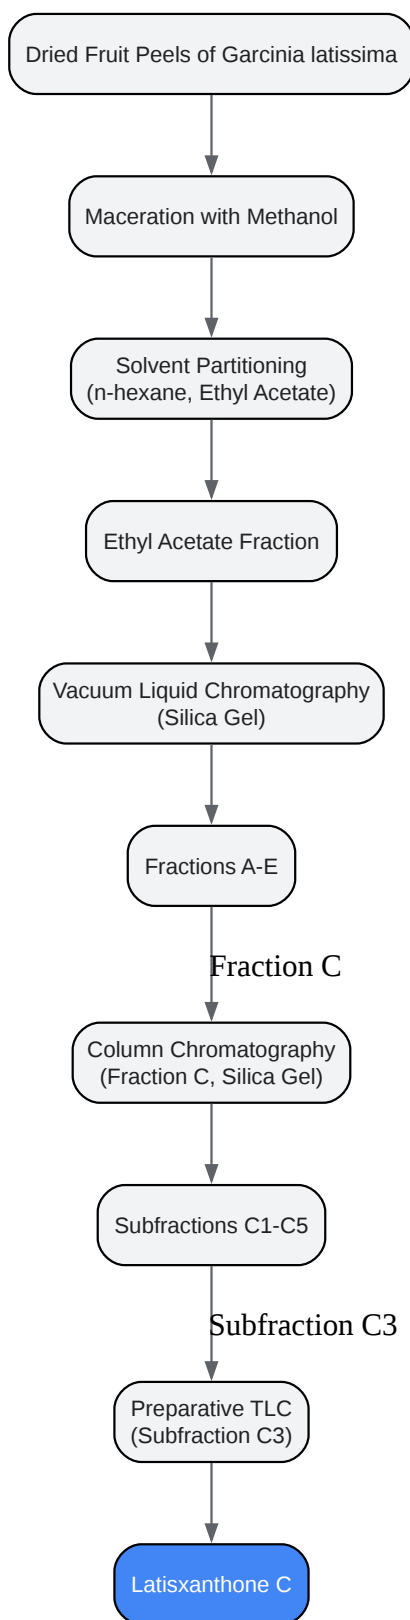 Dried Fruit Peels of Garcinia latissima
Maceration with Methanol
Solvent Partitioning
(n-hexane, Ethyl Acetate)
Ethyl Acetate Fraction
Vacuum Liquid Chromatography
(Silica Gel)
Fractions A-E
Fraction C
Column Chromatography
(Fraction C, Silica Gel)
Subfractions C1-C5
Subfraction C3
Preparative TLC
(Subfraction C3)
Latisxanthone C